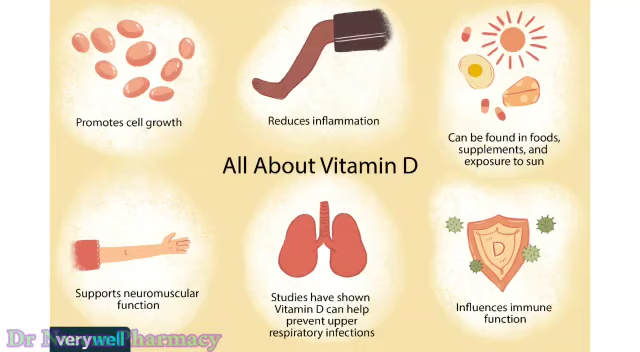 Promotes cell growth
Reduces inflammation
Can be found in foods,
supplements, and
exposure to sun
All About Vitamin D
Supports neuromuscular
function
Studies have shown
Vitamin D can help
prevent upper
respiratory infections
D
Influences immune
function
Dr
verywell
Pharmacy